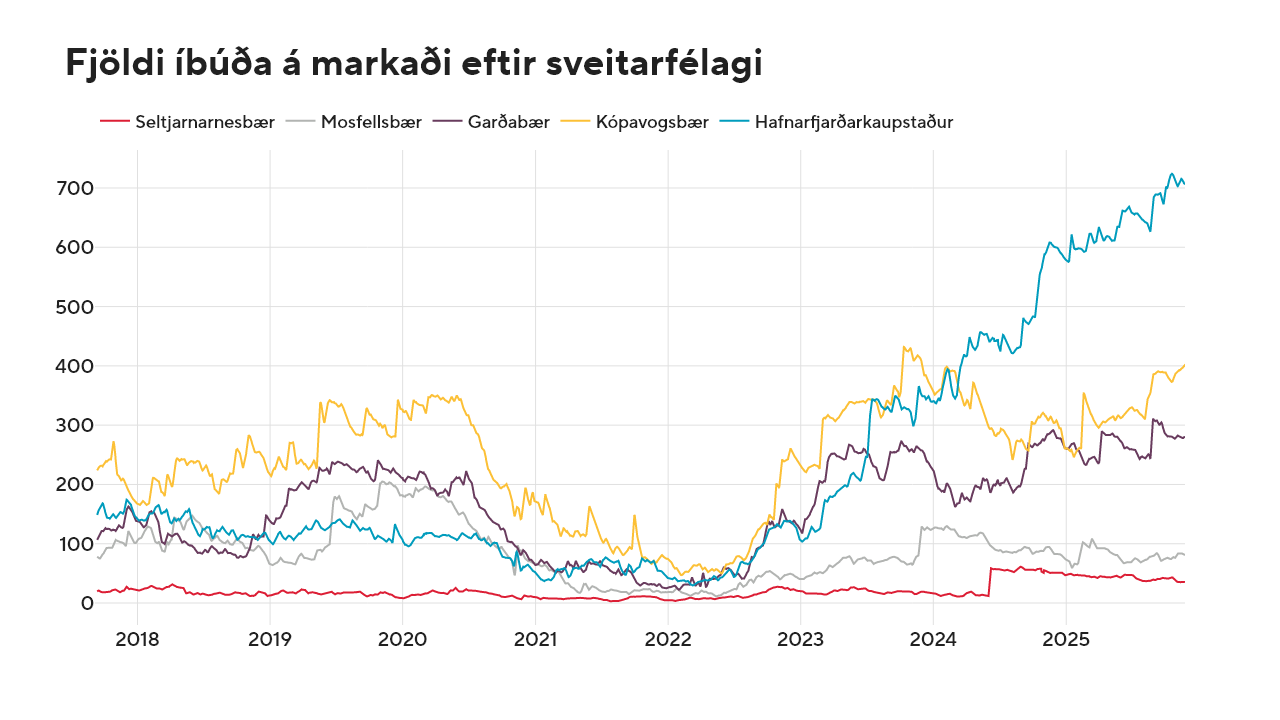 Fjöldi íbúða á markaði eftir sveitarfélagi
Seltjarnarnesbær Mosfellsbær Garðabær Kópavogsbær Hafnarfjarðarkaupstaður
700
600
500
400
300
200
100
0
2018 2019 2020 2021 2022 2023 2024 2025